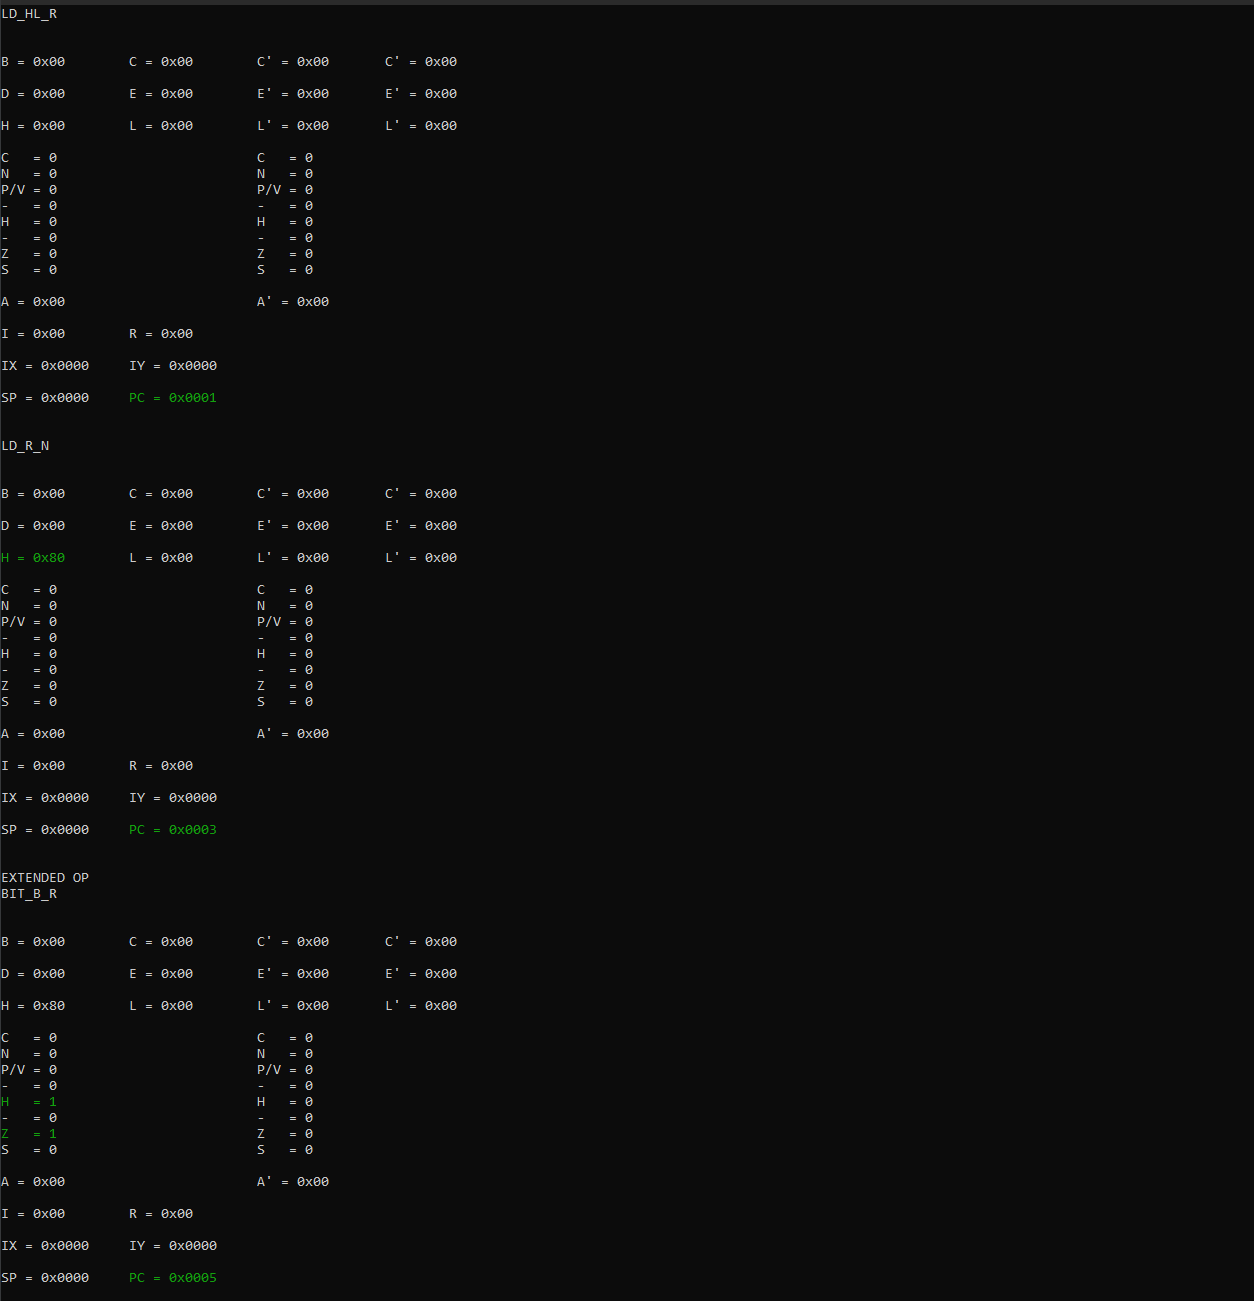 LD_HL_R
B = 0x00        C = 0x00        C' = 0x00       C' = 0x00
D = 0x00        E = 0x00        E' = 0x00       E' = 0x00
H = 0x00        L = 0x00        L' = 0x00       L' = 0x00
C   = 0                         C   = 0
N   = 0                         N   = 0
P/V = 0                         P/V = 0
-   = 0                         -   = 0
H   = 0                         H   = 0
-   = 0                         -   = 0
Z   = 0                         Z   = 0
S   = 0                         S   = 0
A = 0x00                        A' = 0x00
I = 0x00        R = 0x00
IX = 0x0000     IY = 0x0000
SP = 0x0000     PC = 0x0001
LD_R_N
B = 0x00        C = 0x00        C' = 0x00       C' = 0x00
D = 0x00        E = 0x00        E' = 0x00       E' = 0x00
H = 0x80        L = 0x00        L' = 0x00       L' = 0x00
C   = 0                         C   = 0
N   = 0                         N   = 0
P/V = 0                         P/V = 0
-   = 0                         -   = 0
H   = 0                         H   = 0
-   = 0                         -   = 0
Z   = 0                         Z   = 0
S   = 0                         S   = 0
A = 0x00                        A' = 0x00
I = 0x00        R = 0x00
IX = 0x0000     IY = 0x0000
SP = 0x0000     PC = 0x0003
EXTENDED OP
BIT_B_R
B = 0x00        C = 0x00        C' = 0x00       C' = 0x00
D = 0x00        E = 0x00        E' = 0x00       E' = 0x00
H = 0x80        L = 0x00        L' = 0x00       L' = 0x00
C   = 0                         C   = 0
N   = 0                         N   = 0
P/V = 0                         P/V = 0
-   = 0                         -   = 0
H   = 1                         H   = 0
-   = 0                         -   = 0
Z   = 1                         Z   = 0
S   = 0                         S   = 0
A = 0x00                        A' = 0x00
I = 0x00        R = 0x00
IX = 0x0000     IY = 0x0000
SP = 0x0000     PC = 0x0005